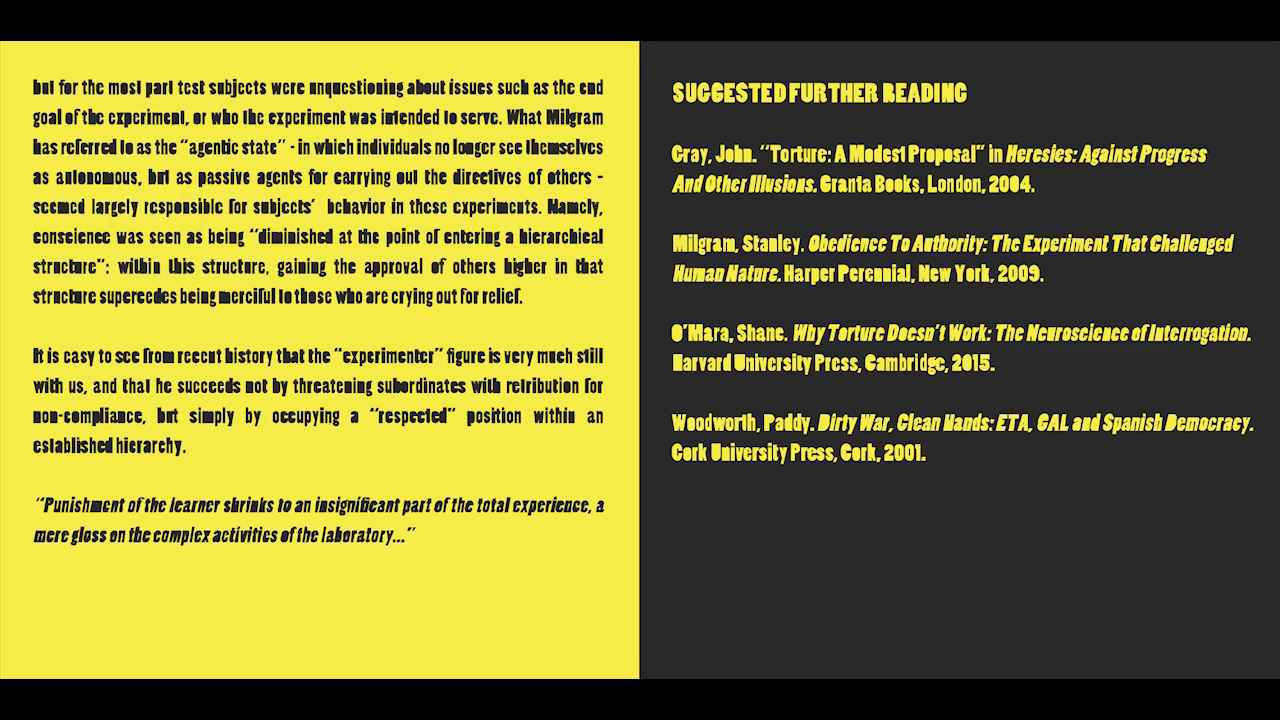 but for the most part test subjects were unquestioning about issues such as the end
goal of the experiment, or who the experiment was intended to serve. What Milgram
has referred to as the "agentic state" - in which individuals no longer see themselves
as autonomous, but as passive agents for carrying out the directives of others -
seemed largely responsible for subjects' behavior in these experiments. Namely,
conscience was seen as being "diminished at the point of entering a hierarchical
structure": within this structure, gaining the approval of others higher in that
structure supercedes being merciful to those who are crying out for relief.
It is easy to see from recent history that the "experimenter" figure is very much still
with us, and that he succeeds not by threatening subordinates with retribution for
non-compliance, but simply by occupying a "respected" position within an
established hierarchy.
"Punishment of the learner shrinks to an insignificant part of the total experience, a
mere gloss on the complex activities of the laboratory..."
SUGGESTED FURTHER READING
Gray, John. "Torture: A Modest Proposal" in Heresies: Against Progress
And Other Illusions. Granta Books, London, 2004.
Milgram, Stanley. Obedience To Authority: The Experiment That Challenged
Human Nature. Harper Perennial, New York, 2009.
O'Mara, Shane. Why Torture Doesn't Work: The Neuroscience of Interrogation.
Harvard University Press, Cambridge, 2015.
Woodworth, Paddy. Dirty War, Clean Hands: ETA, GAL and Spanish Democracy.
Cork University Press, Cork, 2001.